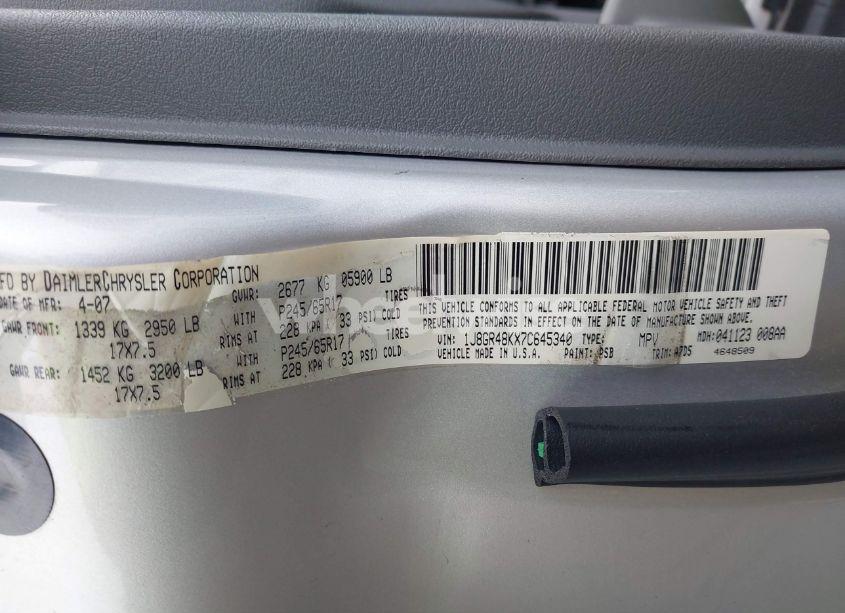 MFD BY DAIMLERCHRYSLER CORPORATION
DATE OF MFR: 4-07
GVWR: 2677 KG 05900 LB
GAWR FRONT: 1339 KG 2950 LB
WITH P245/65R17 TIRES
17X7.5
RIMS AT 228 KPA (33 PSI) COLD
GAWR REAR: 1452 KG 3200 LB
WITH P245/65R17 TIRES
17X7.5
RIMS AT 228 KPA (33 PSI) COLD
THIS VEHICLE CONFORMS TO ALL APPLICABLE FEDERAL MOTOR VEHICLE SAFETY AND THEFT
PREVENTION STANDARDS IN EFFECT ON THE DATE OF MANUFACTURE SHOWN ABOVE.
VIN: 1J8GR48KX7C645340 TYPE: MPV MDH: 041123 008AA
VEHICLE MADE IN U.S.A. PAINT: PSB TRIM: A7D5 4648509